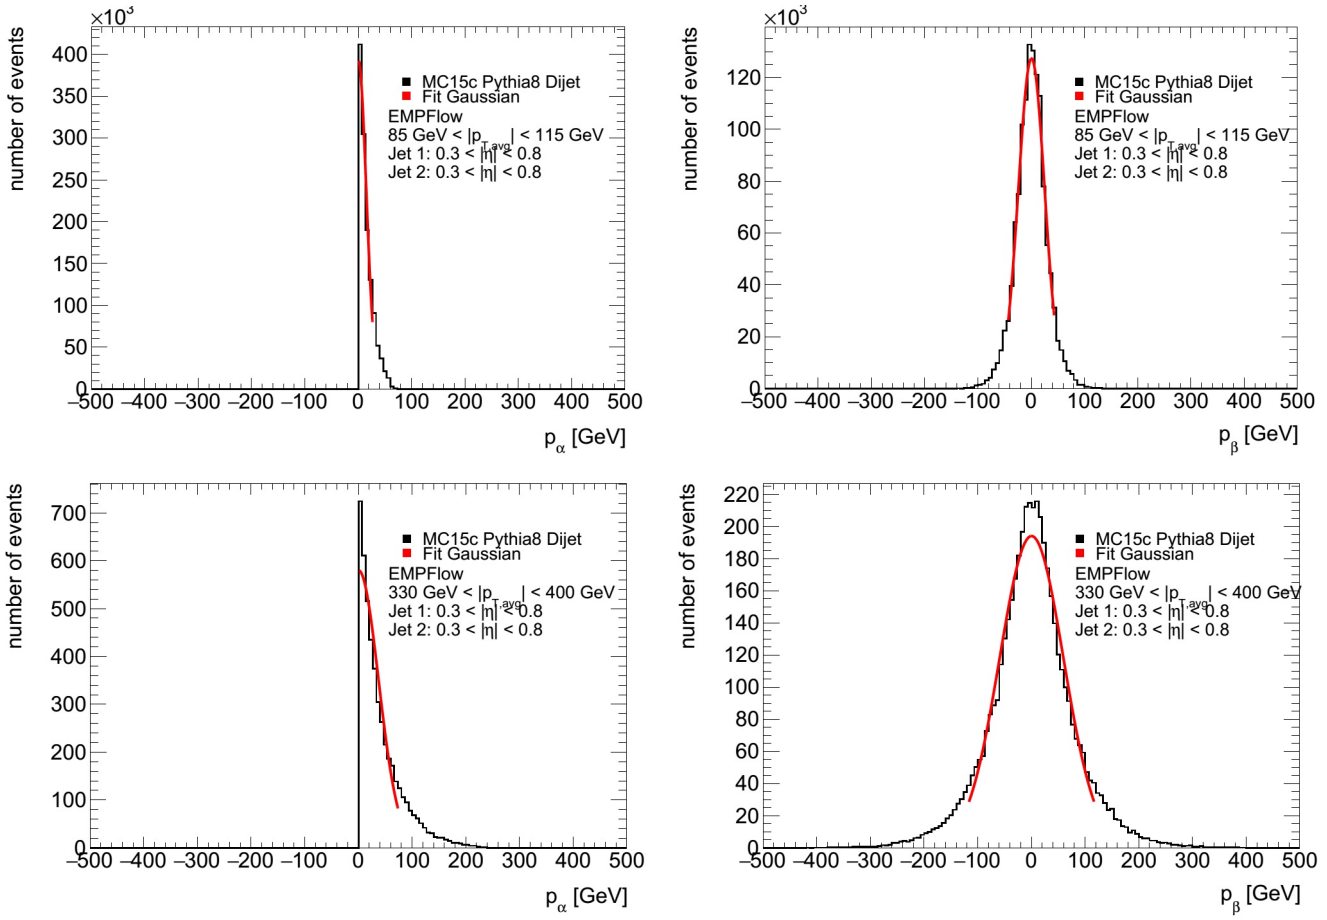 ×10³
number of events
400
350
300
250
200
150
100
50
0
MC15c Pythia8 Dijet
Fit Gaussian
EMPFlow
85 GeV < |p_T,avg| < 115 GeV
Jet 1: 0.3 < |η| < 0.8
Jet 2: 0.3 < |η| < 0.8
−500 −400 −300 −200 −100 0 100 200 300 400 500
p_α [GeV]
×10³
number of events
120
100
80
60
40
20
0
MC15c Pythia8 Dijet
Fit Gaussian
EMPFlow
85 GeV < |p_T,avg| < 115 GeV
Jet 1: 0.3 < |η| < 0.8
Jet 2: 0.3 < |η| < 0.8
−500 −400 −300 −200 −100 0 100 200 300 400 500
p_β [GeV]
number of events
700
600
500
400
300
200
100
0
MC15c Pythia8 Dijet
Fit Gaussian
EMPFlow
330 GeV < |p_T,avg| < 400 GeV
Jet 1: 0.3 < |η| < 0.8
Jet 2: 0.3 < |η| < 0.8
−500 −400 −300 −200 −100 0 100 200 300 400 500
p_α [GeV]
number of events
220
200
180
160
140
120
100
80
60
40
20
0
MC15c Pythia8 Dijet
Fit Gaussian
EMPFlow
330 GeV < |p_T,avg| < 400 GeV
Jet 1: 0.3 < |η| < 0.8
Jet 2: 0.3 < |η| < 0.8
−500 −400 −300 −200 −100 0 100 200 300 400 500
p_β [GeV]